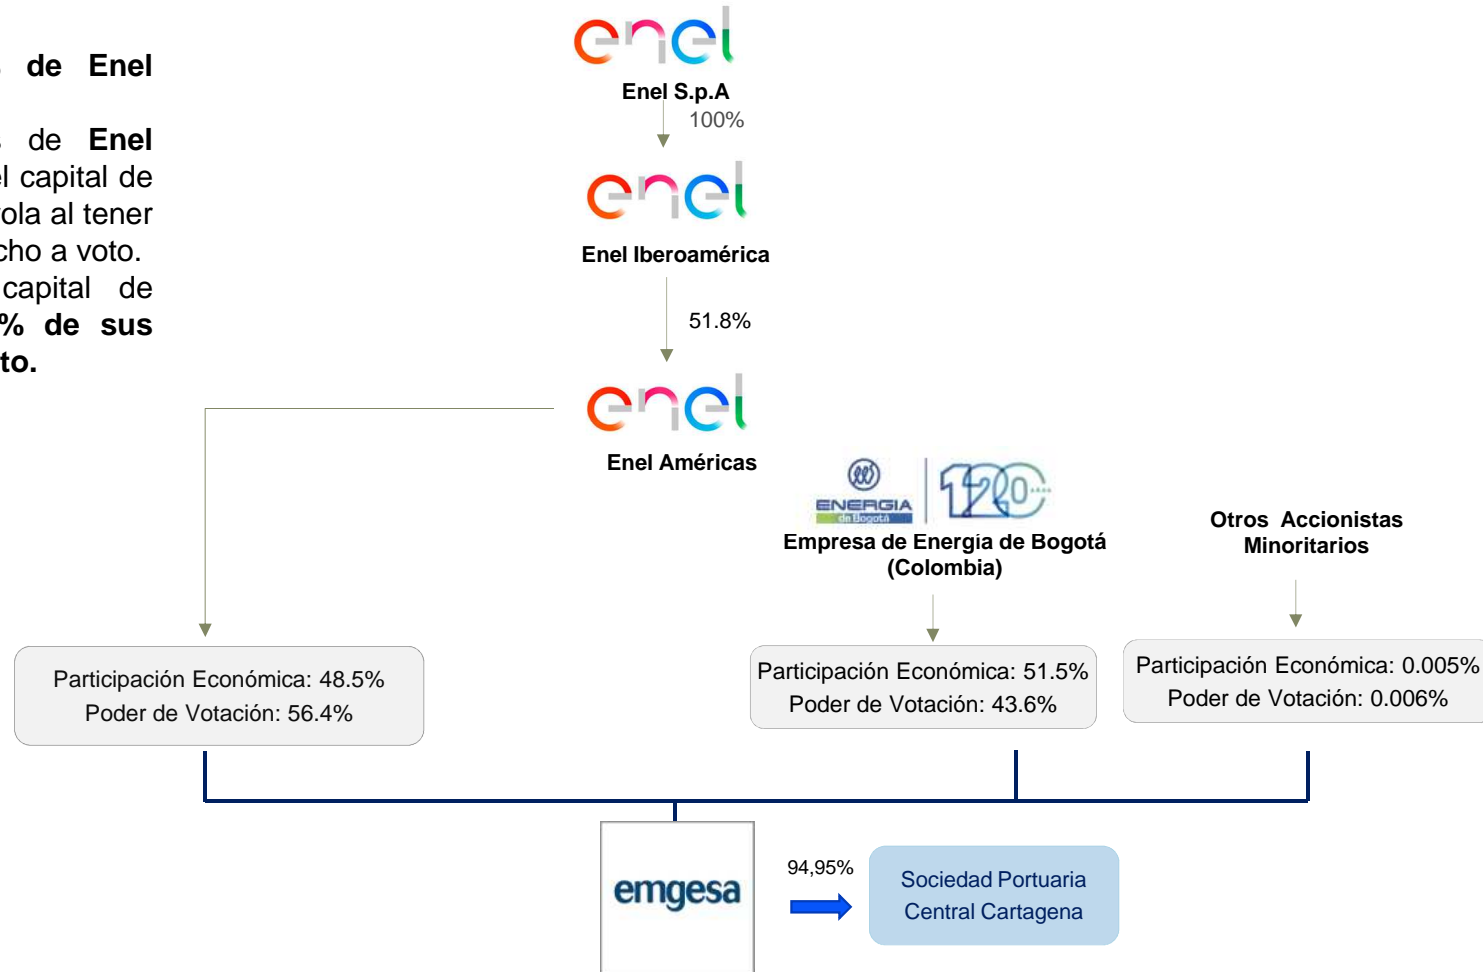 de Enel
de Enel
el capital de
al tener
a voto.
capital de
% de sus
enel
Enel S.p.A
100%
enel
Enel Iberoamérica
51.8%
enel
Enel Américas
ENERGIA
de Bogotá
120
Empresa de Energía de Bogotá
(Colombia)
Otros Accionistas
Minoritarios
Participación Económica: 48.5%
Poder de Votación: 56.4%
Participación Económica: 51.5%
Poder de Votación: 43.6%
Participación Económica: 0.005%
Poder de Votación: 0.006%
emgesa
94,95%
Sociedad Portuaria
Central Cartagena